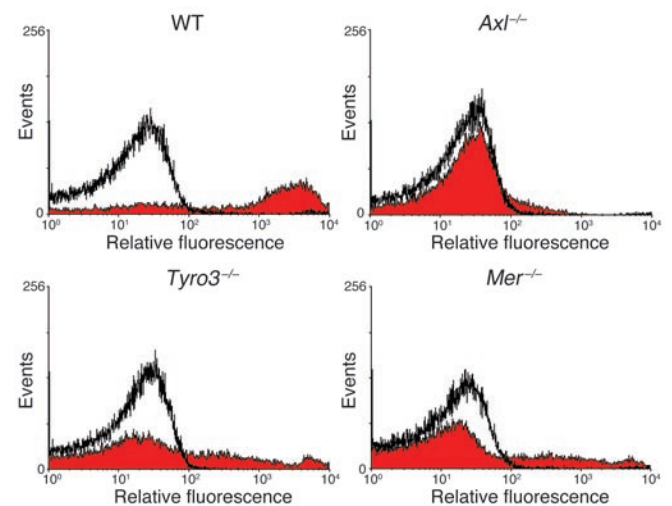 WT
256
Events
0
10⁰ 10¹ 10² 10³ 10⁴
Relative fluorescence
Axl⁻/⁻
256
Events
0
10⁰ 10¹ 10² 10³ 10⁴
Relative fluorescence
Tyro3⁻/⁻
256
Events
0
10⁰ 10¹ 10² 10³ 10⁴
Relative fluorescence
Mer⁻/⁻
256
Events
0
10⁰ 10¹ 10² 10³ 10⁴
Relative fluorescence